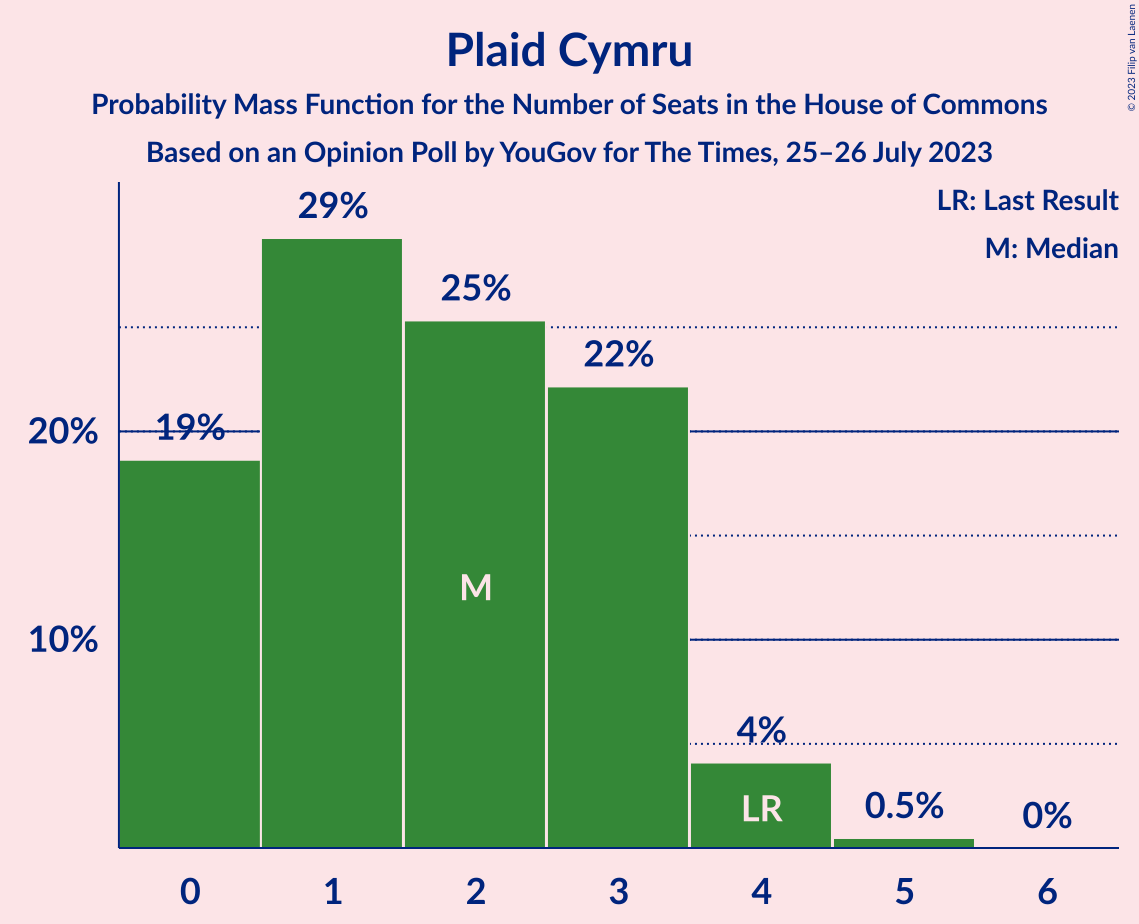 Plaid Cymru
Probability Mass Function for the Number of Seats in the House of Commons
Based on an Opinion Poll by YouGov for The Times, 25–26 July 2023
© 2023 Filip van Laenen
LR: Last Result
M: Median
29%
25%
22%
19%
20%
M
10%
4%
LR
0.5%
0%
0 1 2 3 4 5 6